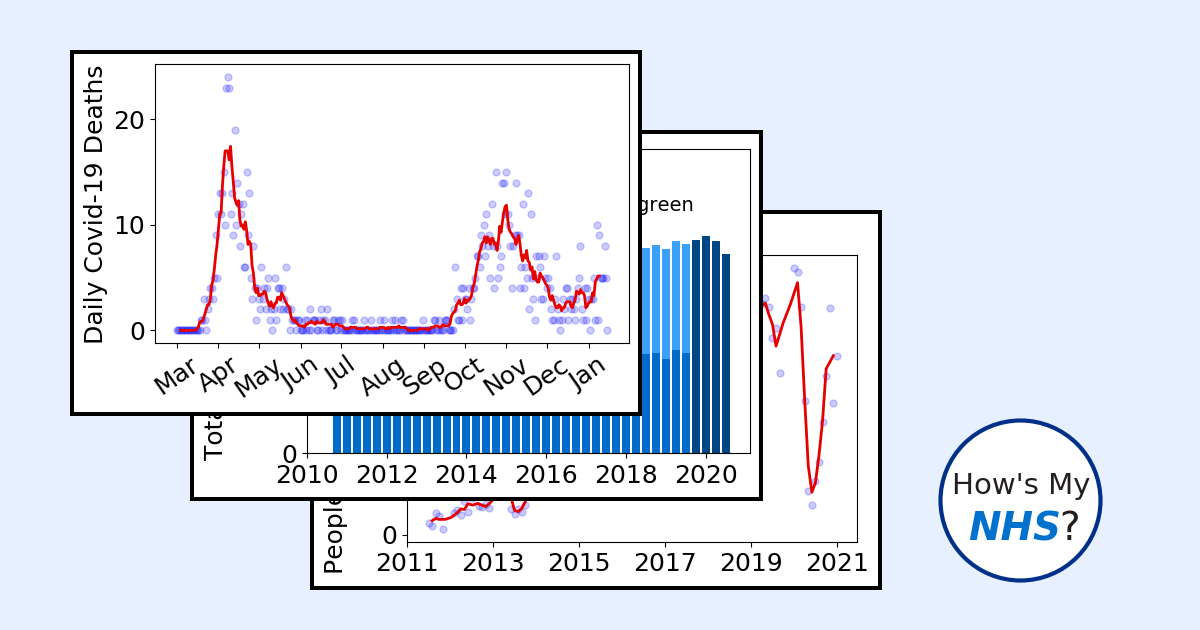 Daily Covid-19 Deaths
20
10
0
Mar Apr May Jun Jul Aug Sep Oct Nov Dec Jan
green
0
2010 2012 2014 2016 2018 2020
People
0
2011 2013 2015 2017 2019 2021
How's My
NHS?